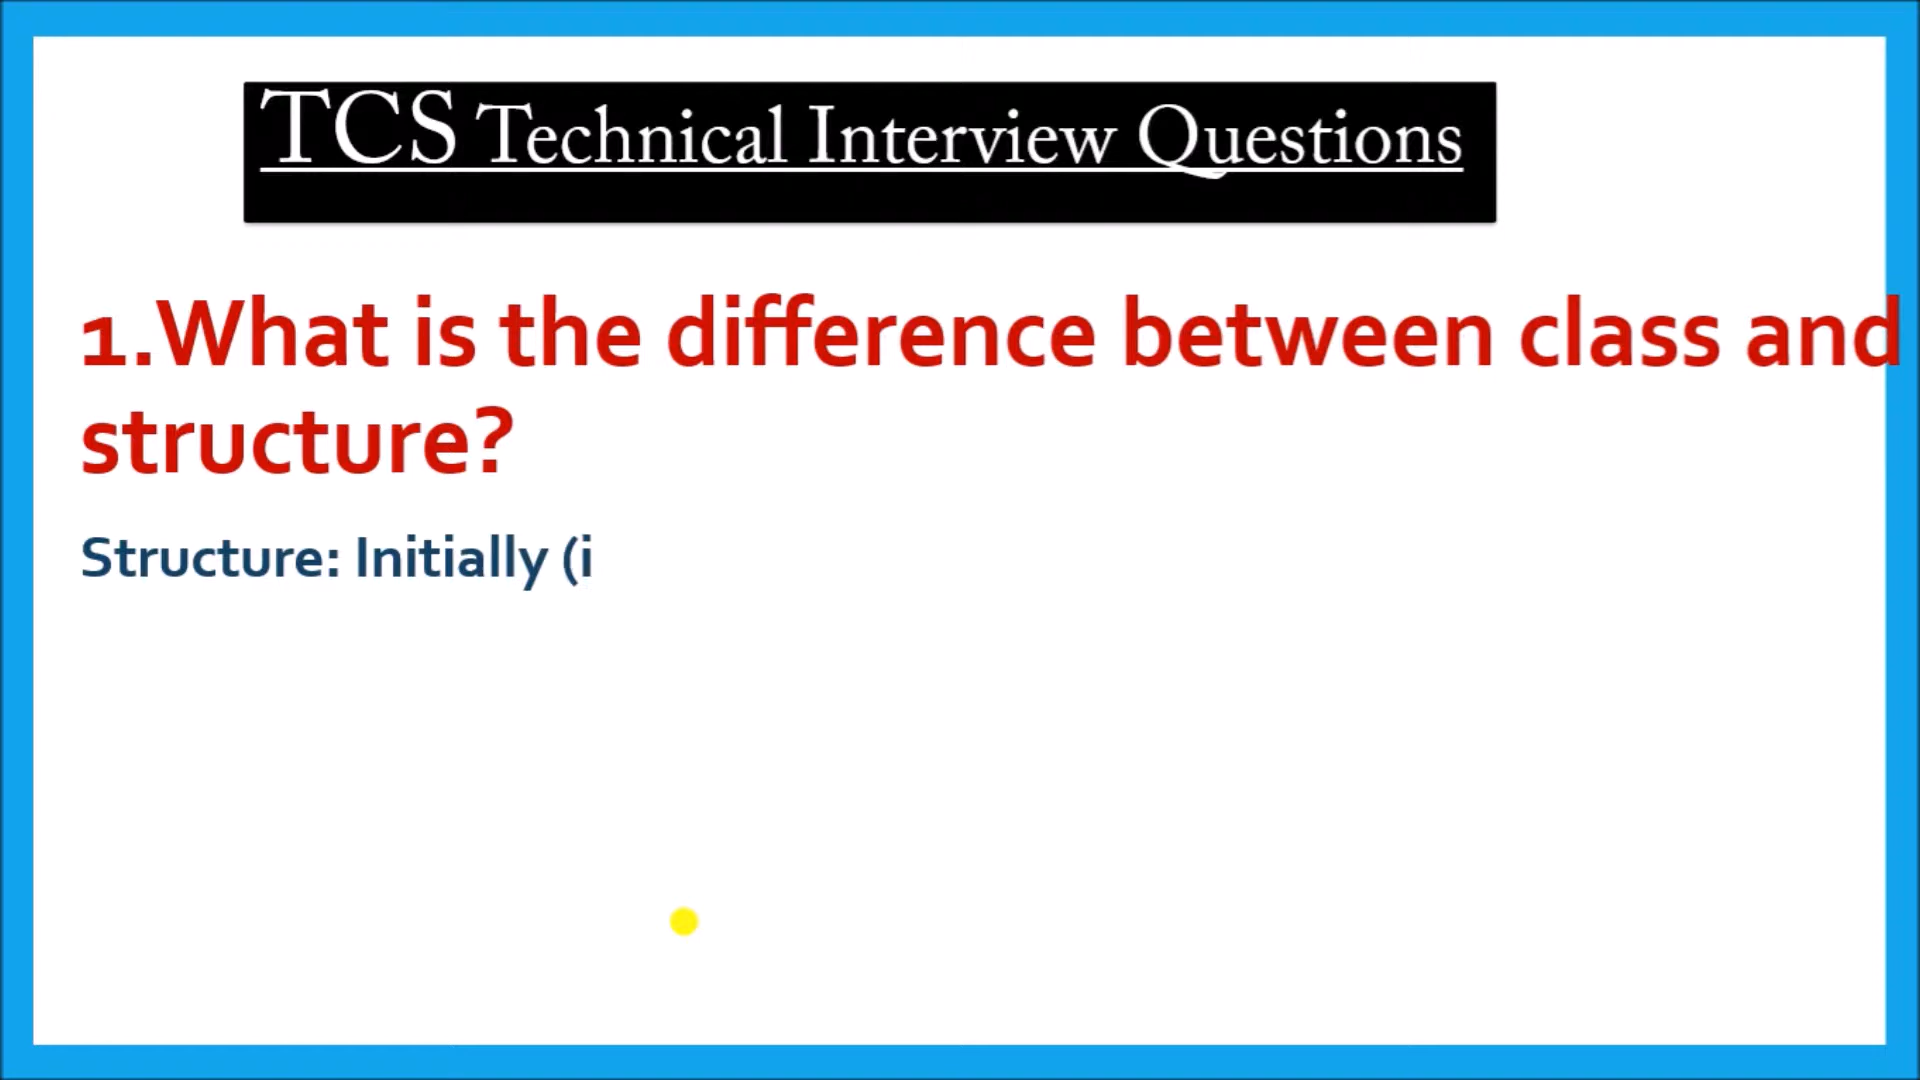 TCS Technical Interview Questions
1.What is the difference between class and
structure?
Structure: Initially (i